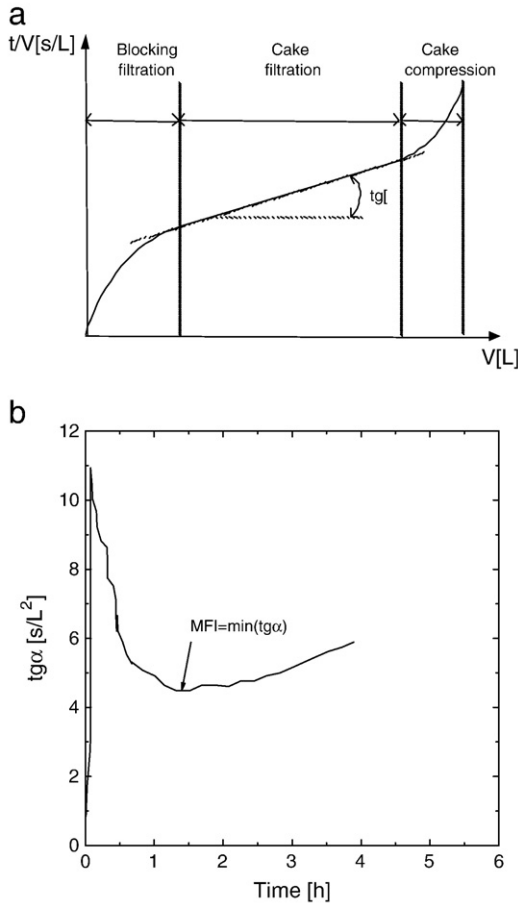 a
t/V[s/L]
Blocking
filtration
Cake
filtration
Cake
compression
tg[
V[L]
b
12
10
8
6
4
2
0
tgα [s/L²]
MFI=min(tgα)
0 1 2 3 4 5 6
Time [h]